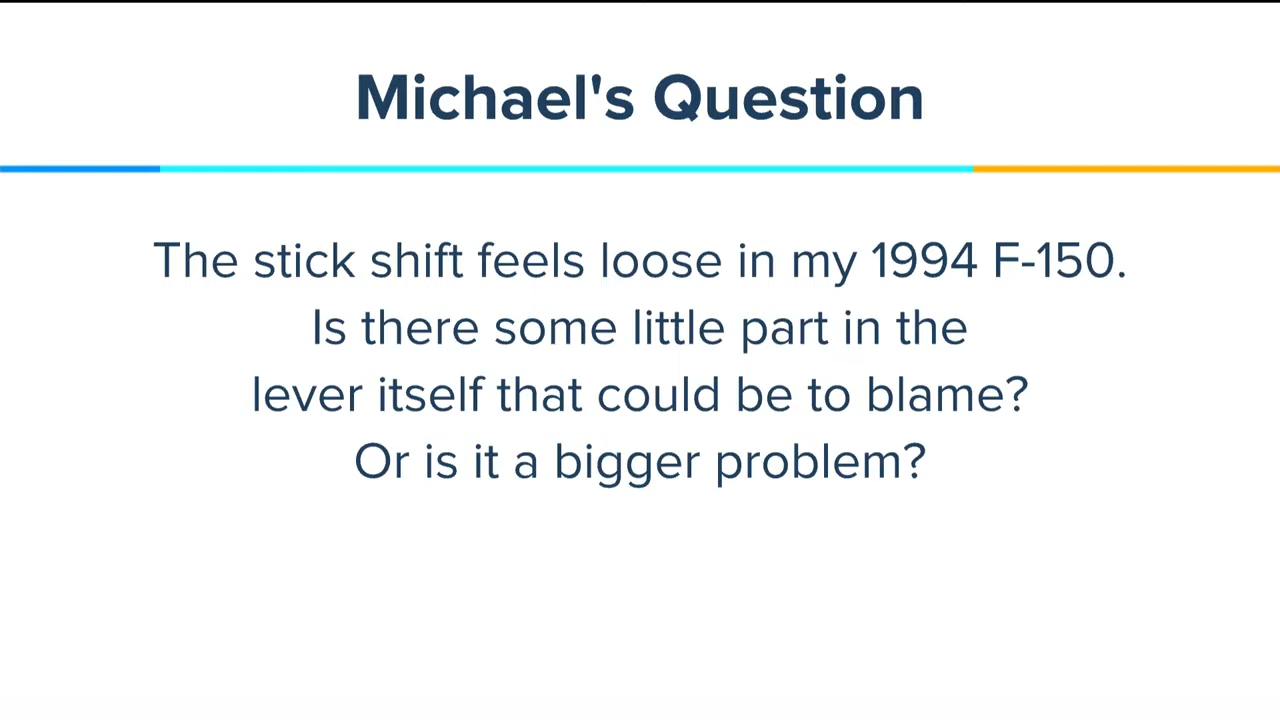 Michael's Question
The stick shift feels loose in my 1994 F-150.
Is there some little part in the
lever itself that could be to blame?
Or is it a bigger problem?